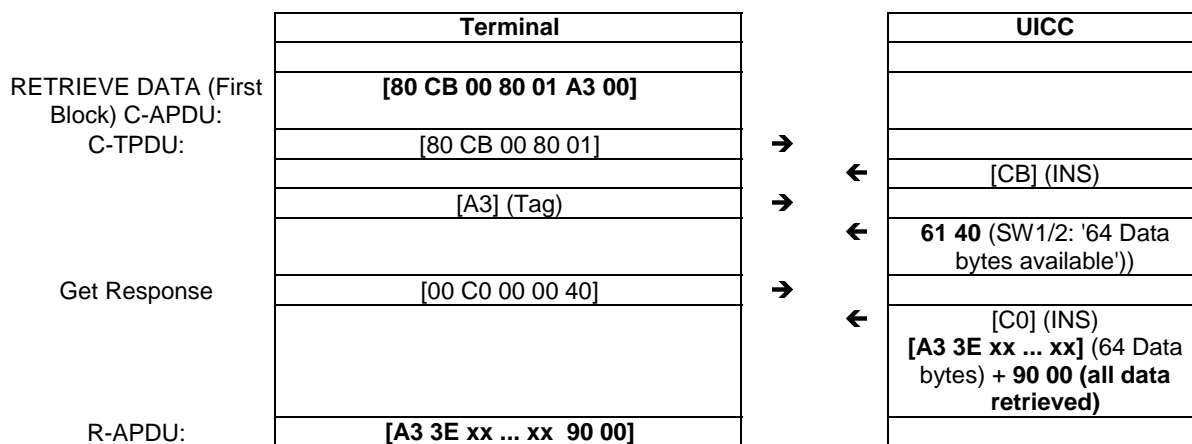 Terminal UICC
RETRIEVE DATA (First [80 CB 00 80 01 A3 00]
Block) C-APDU:
C-TPDU: [80 CB 00 80 01] ➔
🡰 [CB] (INS)
[A3] (Tag) ➔
🡰 61 40 (SW1/2: '64 Data
bytes available'))
Get Response [00 C0 00 00 40] ➔
🡰 [C0] (INS)
[A3 3E xx ... xx] (64 Data
bytes) + 90 00 (all data
retrieved)
R-APDU: [A3 3E xx ... xx 90 00]